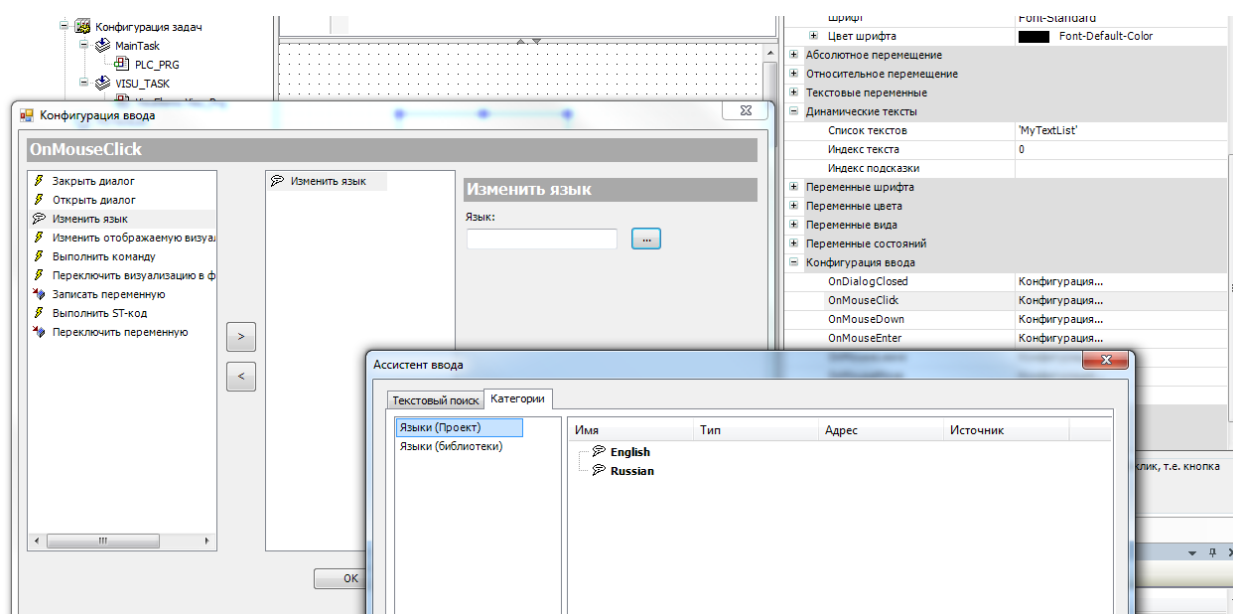 Конфигурация задач
MainTask
PLC_PRG
VISU_TASK
Конфигурация ввода
OnMouseClick
Закрыть диалог
Открыть диалог
Изменить язык
Изменить отображаемую визуа
Выполнить команду
Переключить визуализацию в ф
Записать переменную
Выполнить ST-код
Переключить переменную
>
<
Изменить язык
Изменить язык
Язык:
...
OK
Шрифт Font-Standard
Цвет шрифта Font-Default-Color
Абсолютное перемещение
Относительное перемещение
Текстовые переменные
Динамические тексты
Список текстов 'MyTextList'
Индекс текста 0
Индекс подсказки
Переменные шрифта
Переменные цвета
Переменные вида
Переменные состояний
Конфигурация ввода
OnDialogClosed Конфигурация...
OnMouseClick Конфигурация...
OnMouseDown Конфигурация...
OnMouseEnter Конфигурация...
клик, т.е. кнопка
Ассистент ввода
Текстовый поиск Категории
Языки (Проект)
Языки (библиотеки)
Имя Тип Адрес Источник
English
Russian